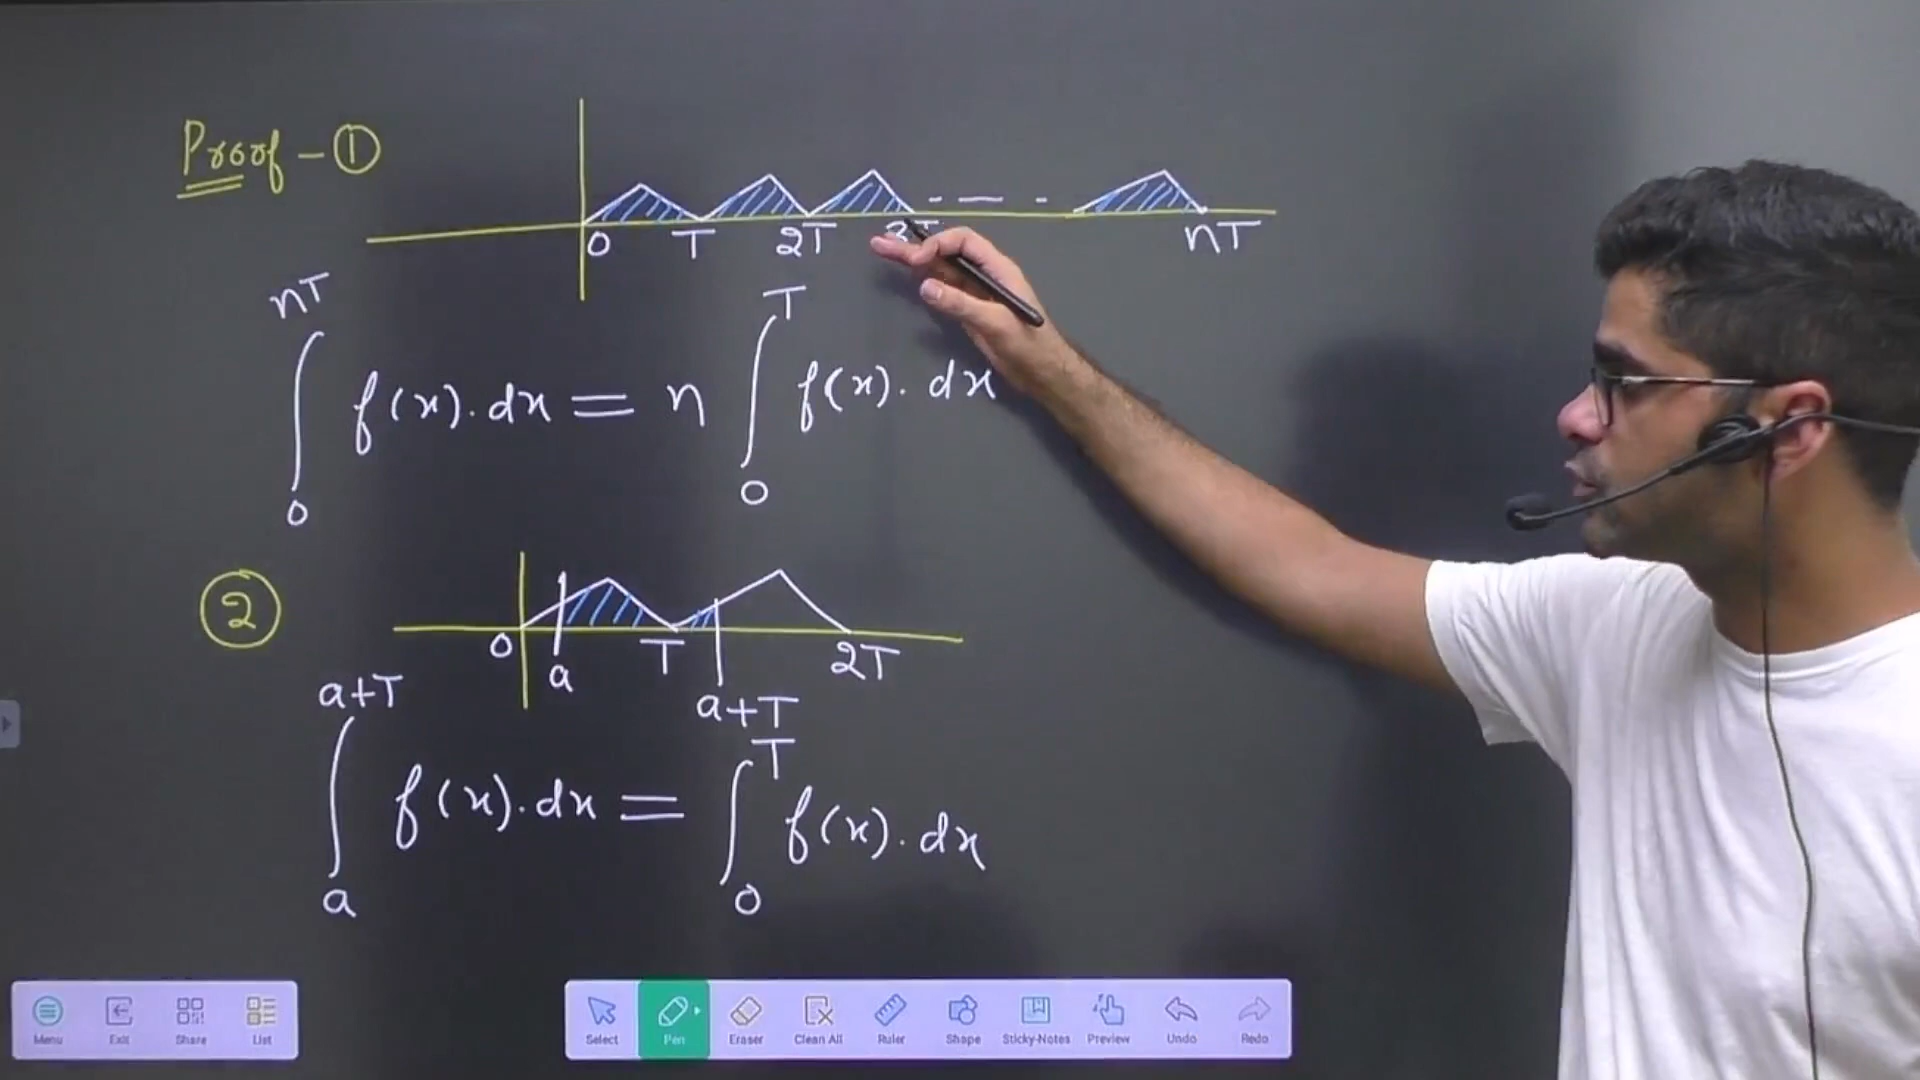 Proof - ①
0 T 2T 3T - — - nT
nT T
∫ f(x).dx = n ∫ f(x).dx
0 0
②
0 a T a+T 2T
a+T T
∫ f(x).dx = ∫ f(x).dx
a 0
Menu Exit Share List Select Pen Eraser Clean All Ruler Shape Sticky-Notes Preview Undo Redo